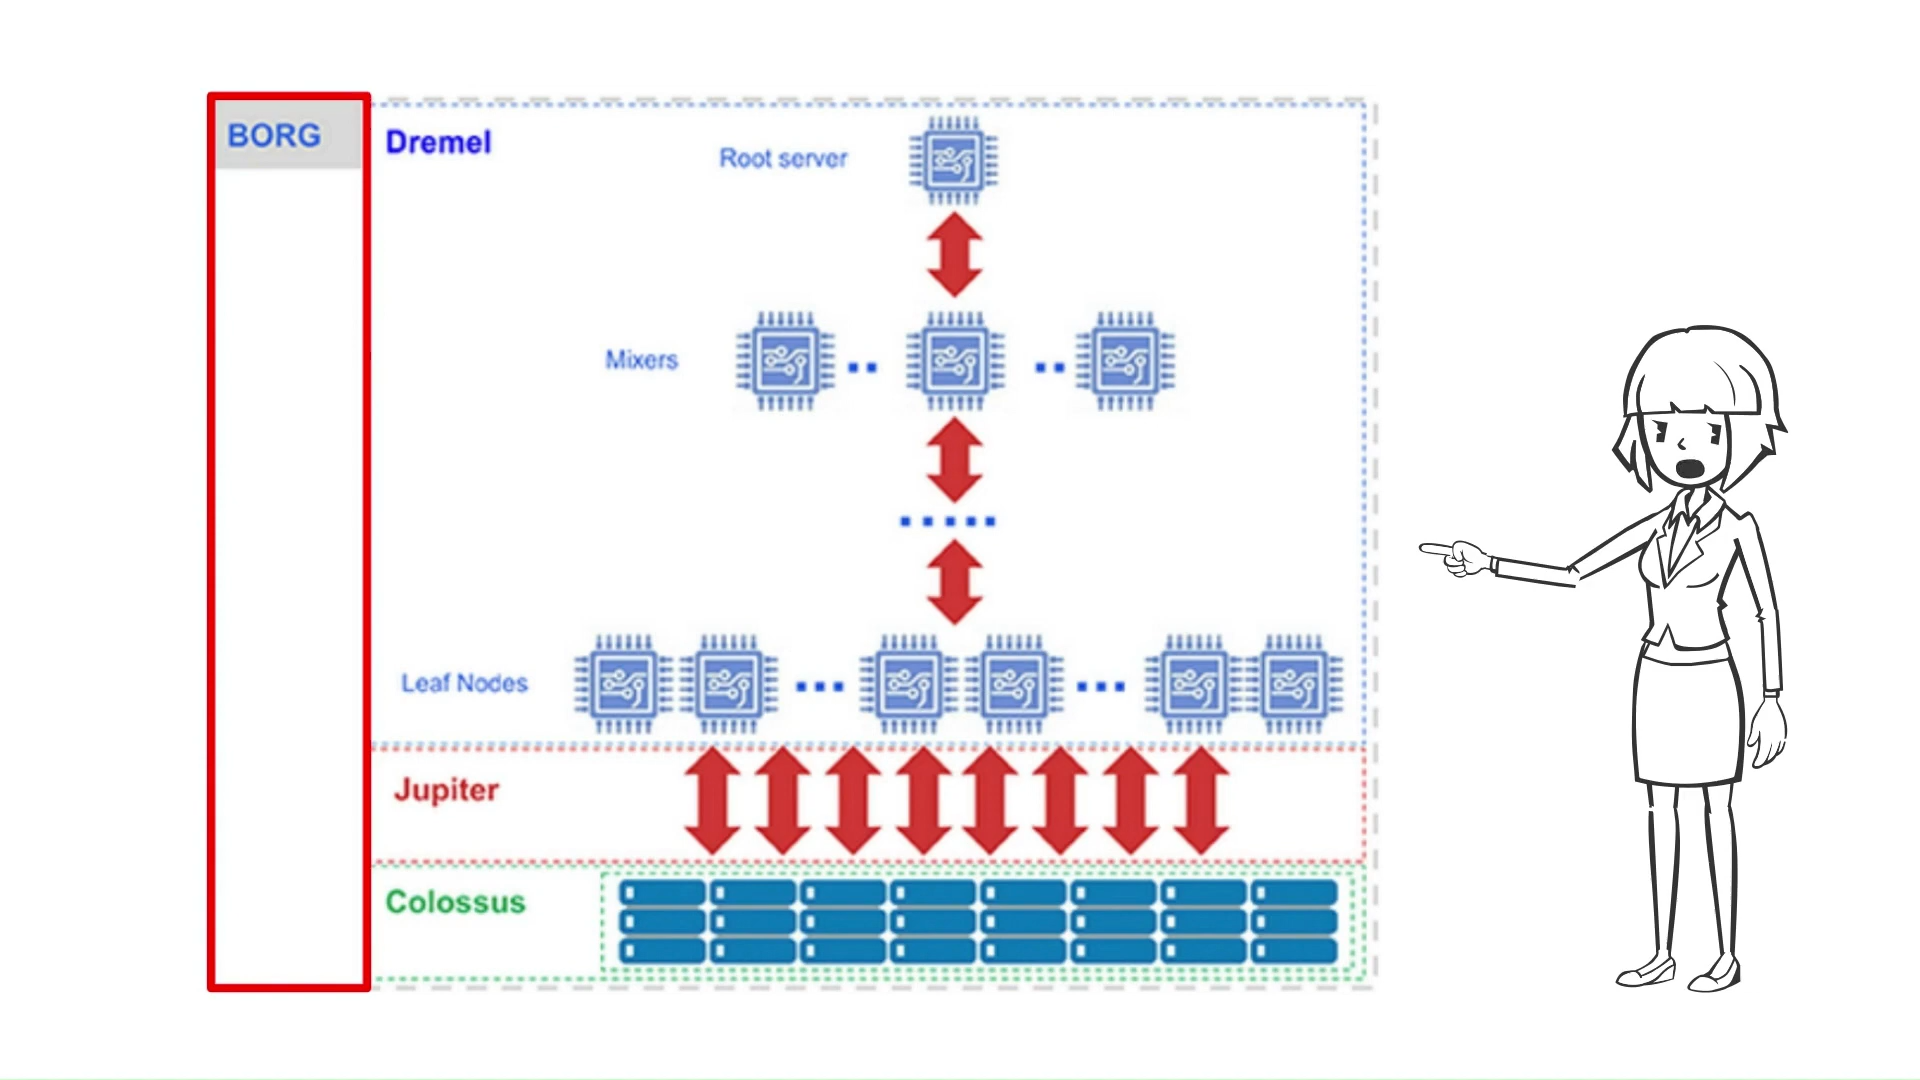 BORG
Dremel
Root server
Mixers
Leaf Nodes
Jupiter
Colossus